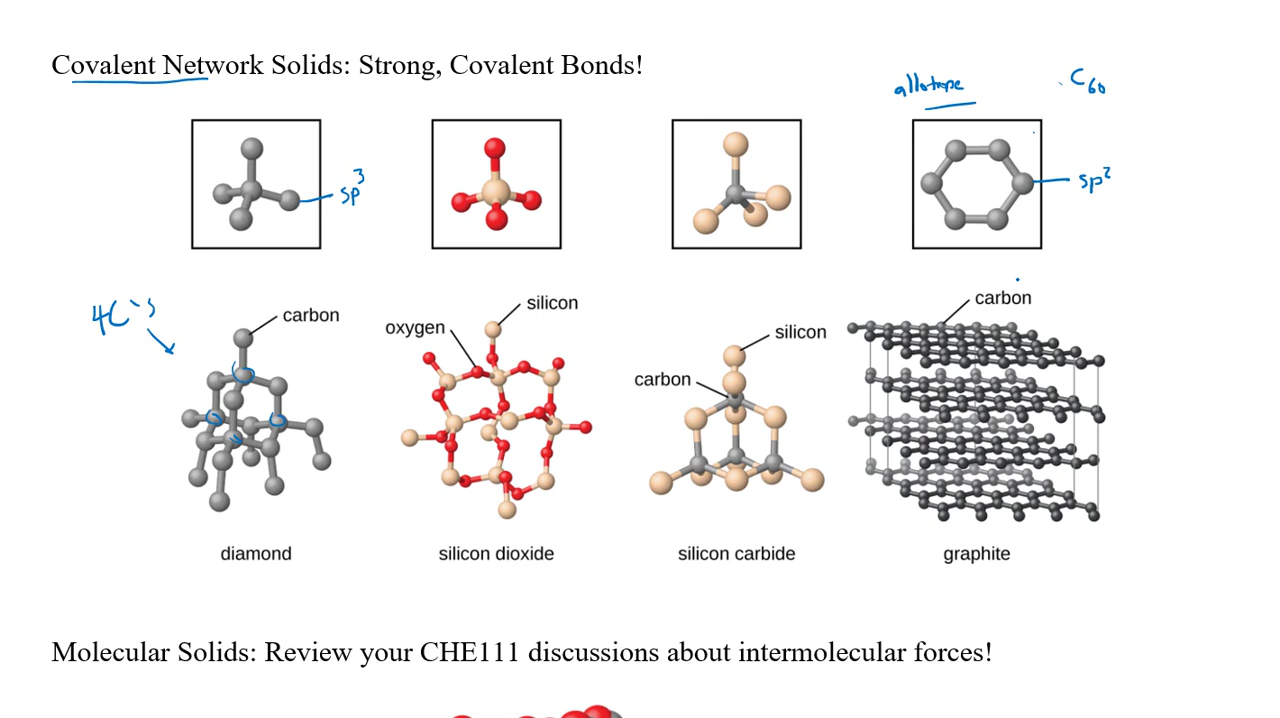 Covalent Network Solids: Strong, Covalent Bonds!
allotrope
C₆₀
sp³
sp²
4C's
carbon
oxygen
silicon
silicon
carbon
carbon
diamond
silicon dioxide
silicon carbide
graphite
Molecular Solids: Review your CHE111 discussions about intermolecular forces!